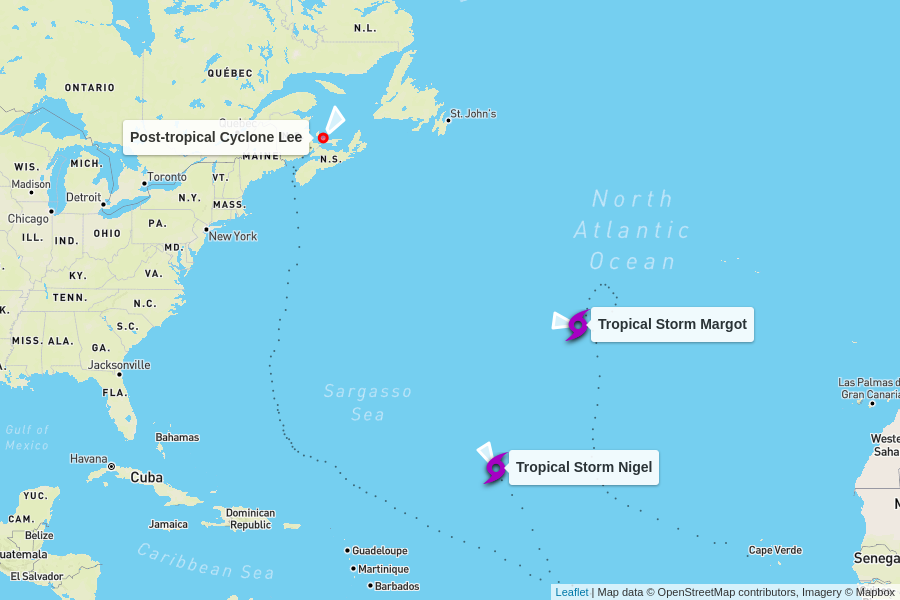 N.L.
QUÉBEC
ONTARIO
St. John's
Post-tropical Cyclone Lee
MAINE
N.S.
WIS.
MICH.
Toronto
VT.
Madison
Detroit
N.Y.
MASS.
Chicago
PA.
ILL.
IND.
OHIO
New York
MD.
KY.
VA.
TENN.
N.C.
K.
S.C.
MISS.
ALA.
GA.
Jacksonville
FLA.
North
Atlantic
Ocean
Tropical Storm Margot
Sargasso
Sea
Las Palmas d
Gran Canaria
Gulf of
Mexico
Bahamas
Havana
Cuba
Tropical Storm Nigel
Weste
Saha
YUC.
CAM.
Belize
uatemala
El Salvador
Jamaica
Dominican
Republic
Caribbean Sea
Guadeloupe
Martinique
Barbados
Cape Verde
M
Senega
Leaflet | Map data © OpenStreetMap contributors, Imagery © Mapbox